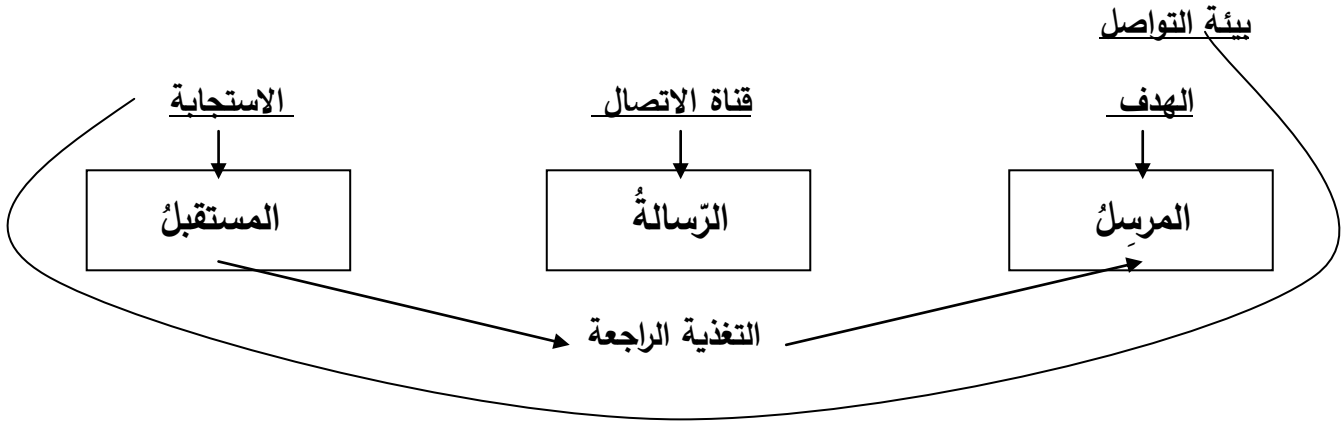 بيئة التواصل
الهدف قناة الاتصال الاستجابة
المرسِلُ الرّسالةُ المستقبلُ
التغذية الراجعة